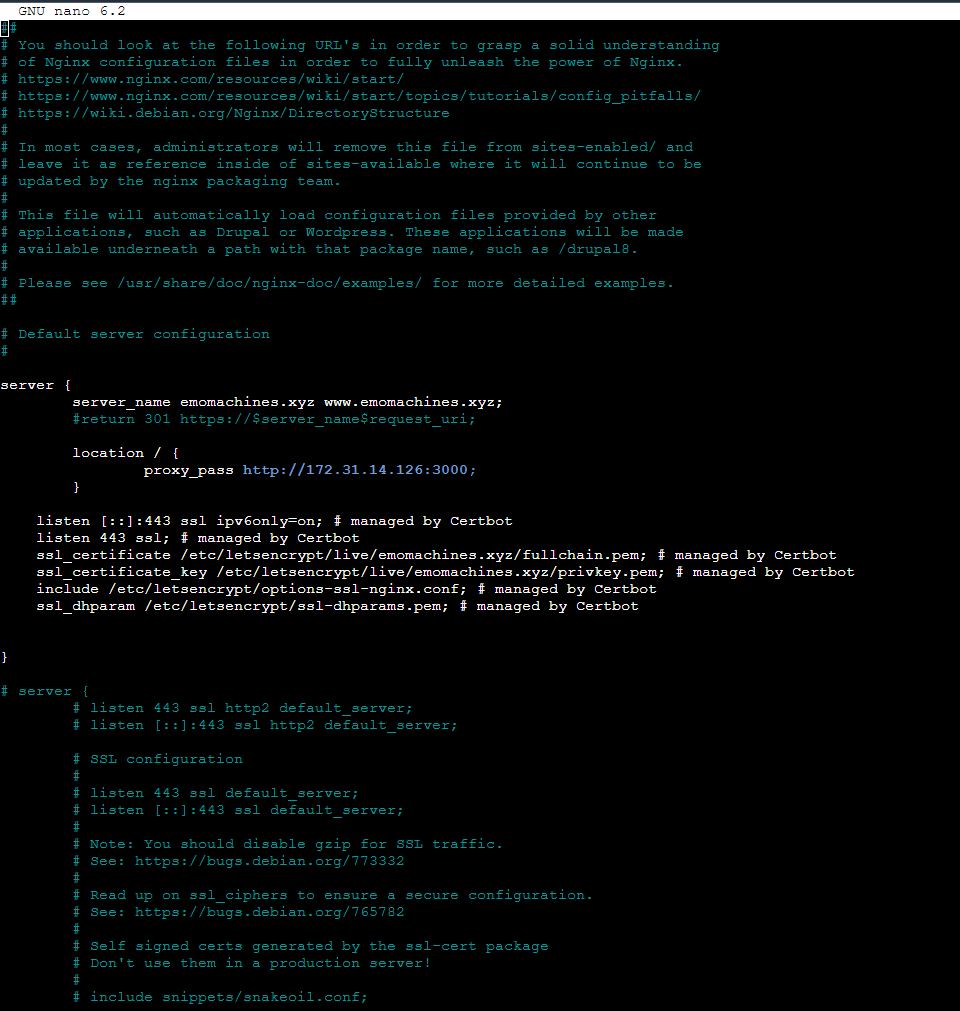 GNU nano 6.2
##
# You should look at the following URL's in order to grasp a solid understanding
# of Nginx configuration files in order to fully unleash the power of Nginx.
# https://www.nginx.com/resources/wiki/start/
# https://www.nginx.com/resources/wiki/start/topics/tutorials/config_pitfalls/
# https://wiki.debian.org/Nginx/DirectoryStructure
#
# In most cases, administrators will remove this file from sites-enabled/ and
# leave it as reference inside of sites-available where it will continue to be
# updated by the nginx packaging team.
#
# This file will automatically load configuration files provided by other
# applications, such as Drupal or Wordpress. These applications will be made
# available underneath a path with that package name, such as /drupal8.
#
# Please see /usr/share/doc/nginx-doc/examples/ for more detailed examples.
##

# Default server configuration
#

server {
        server_name emomachines.xyz www.emomachines.xyz;
        #return 301 https://$server_name$request_uri;

        location / {
                proxy_pass http://172.31.14.126:3000;
        }

    listen [::]:443 ssl ipv6only=on; # managed by Certbot
    listen 443 ssl; # managed by Certbot
    ssl_certificate /etc/letsencrypt/live/emomachines.xyz/fullchain.pem; # managed by Certbot
    ssl_certificate_key /etc/letsencrypt/live/emomachines.xyz/privkey.pem; # managed by Certbot
    include /etc/letsencrypt/options-ssl-nginx.conf; # managed by Certbot
    ssl_dhparam /etc/letsencrypt/ssl-dhparams.pem; # managed by Certbot


}

# server {
        # listen 443 ssl http2 default_server;
        # listen [::]:443 ssl http2 default_server;

        # SSL configuration
        #
        # listen 443 ssl default_server;
        # listen [::]:443 ssl default_server;
        #
        # Note: You should disable gzip for SSL traffic.
        # See: https://bugs.debian.org/773332
        #
        # Read up on ssl_ciphers to ensure a secure configuration.
        # See: https://bugs.debian.org/765782
        #
        # Self signed certs generated by the ssl-cert package
        # Don't use them in a production server!
        #
        # include snippets/snakeoil.conf;